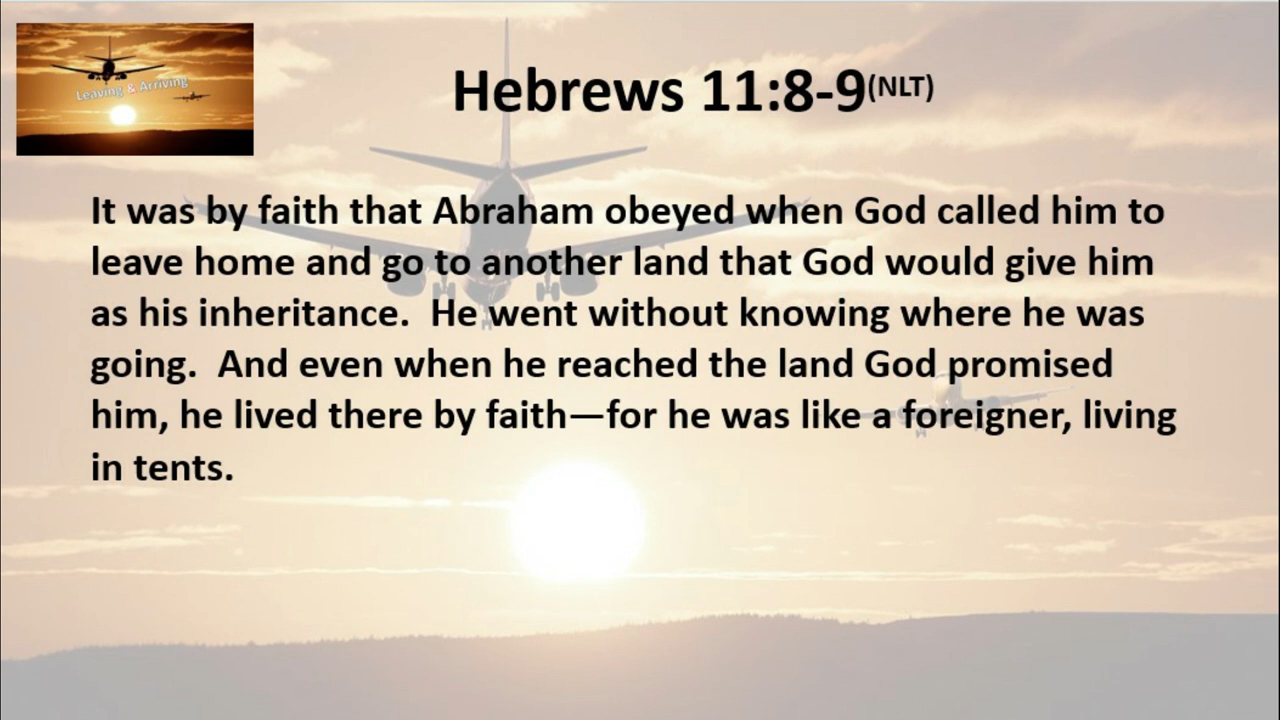 Leaving & Arriving
Hebrews 11:8-9(NLT)
It was by faith that Abraham obeyed when God called him to
leave home and go to another land that God would give him
as his inheritance.  He went without knowing where he was
going.  And even when he reached the land God promised
him, he lived there by faith—for he was like a foreigner, living
in tents.